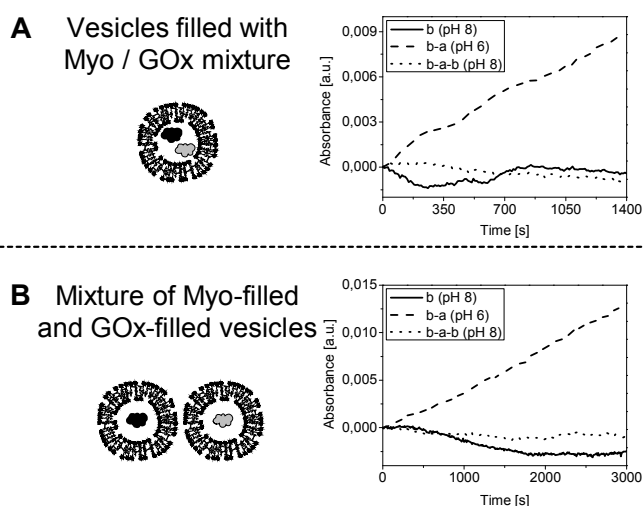 A
Vesicles filled with
Myo / GOx mixture
0,009
0,006
0,003
0,000
Absorbance [a.u.]
b (pH 8)
b-a (pH 6)
b-a-b (pH 8)
0
350
700
1050
1400
Time [s]
B
Mixture of Myo-filled
and GOx-filled vesicles
0,015
0,010
0,005
0,000
Absorbance [a.u.]
b (pH 8)
b-a (pH 6)
b-a-b (pH 8)
0
1000
2000
3000
Time [s]